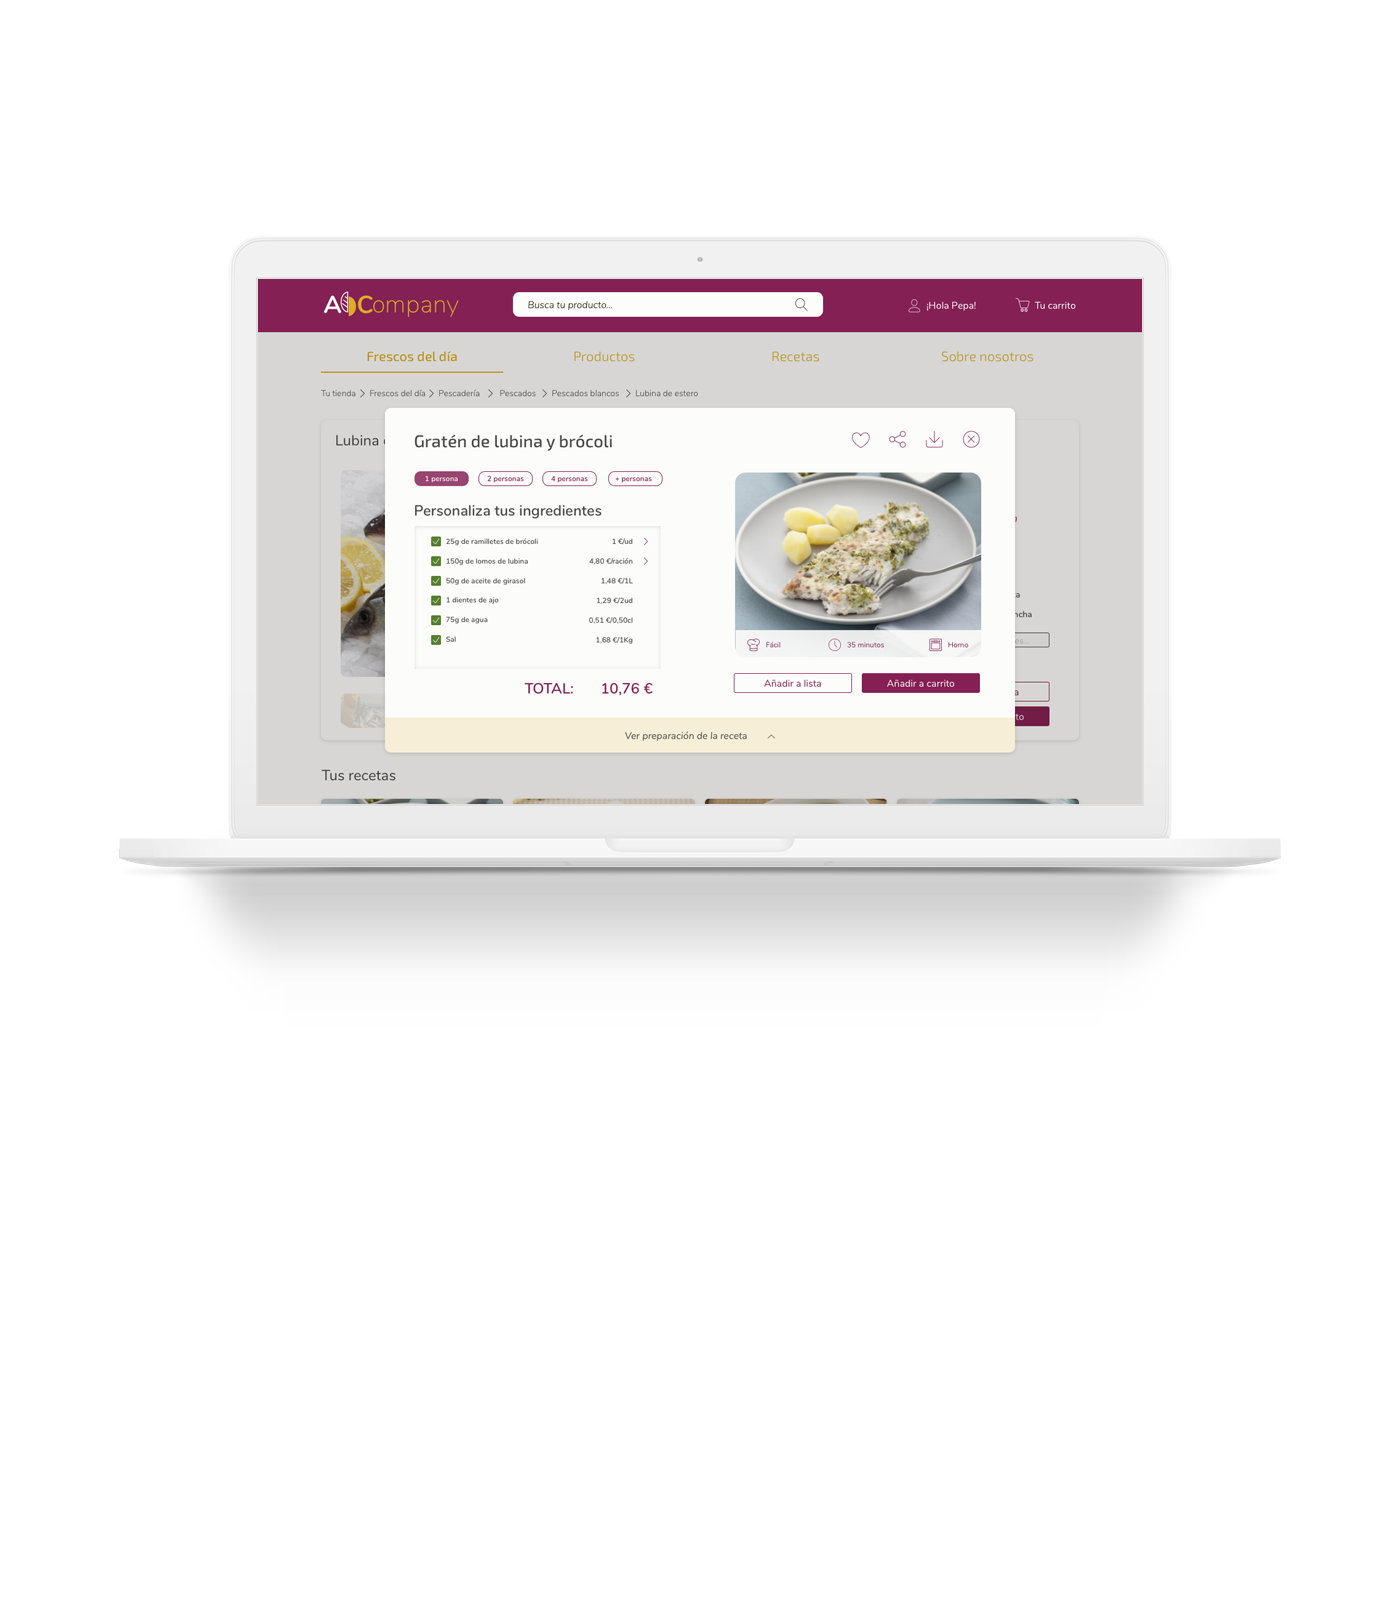 A Company
Busca tu producto...
¡Hola Pepa!
Tu carrito
Frescos del día
Productos
Recetas
Sobre nosotros
Tu tienda > Frescos del día > Pescadería > Pescados > Pescados blancos > Lubina de estero
Lubina
Gratén de lubina y brócoli
1 persona
2 personas
4 personas
+ personas
Personaliza tus ingredientes
25g de ramilletes de brócoli 1 €/ud
150g de lomos de lubina 4,80 €/ración
50g de aceite de girasol 1,48 €/1L
1 dientes de ajo 1,29 €/2ud
75g de agua 0,51 €/0,50cl
Sal 1,68 €/1Kg
TOTAL: 10,76 €
Fácil
35 minutos
Horno
Añadir a lista
Añadir a carrito
Ver preparación de la receta
Tus recetas